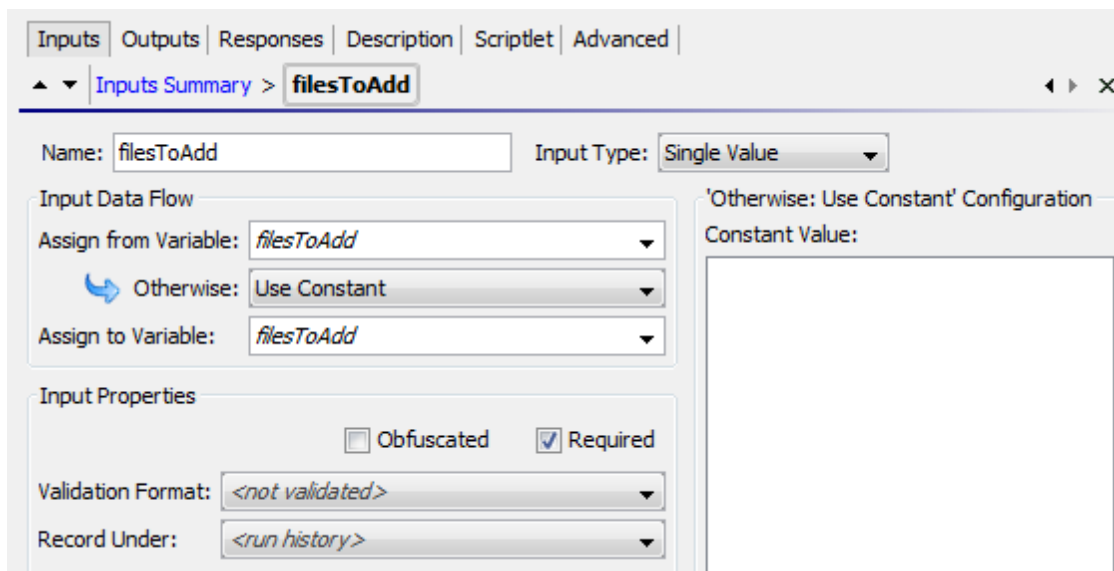 Inputs Outputs Responses Description Scriptlet Advanced
Inputs Summary > filesToAdd
Name: filesToAdd Input Type: Single Value
Input Data Flow 'Otherwise: Use Constant' Configuration
Assign from Variable: filesToAdd Constant Value:
Otherwise: Use Constant
Assign to Variable: filesToAdd
Input Properties
Obfuscated Required
Validation Format: <not validated>
Record Under: <run history>